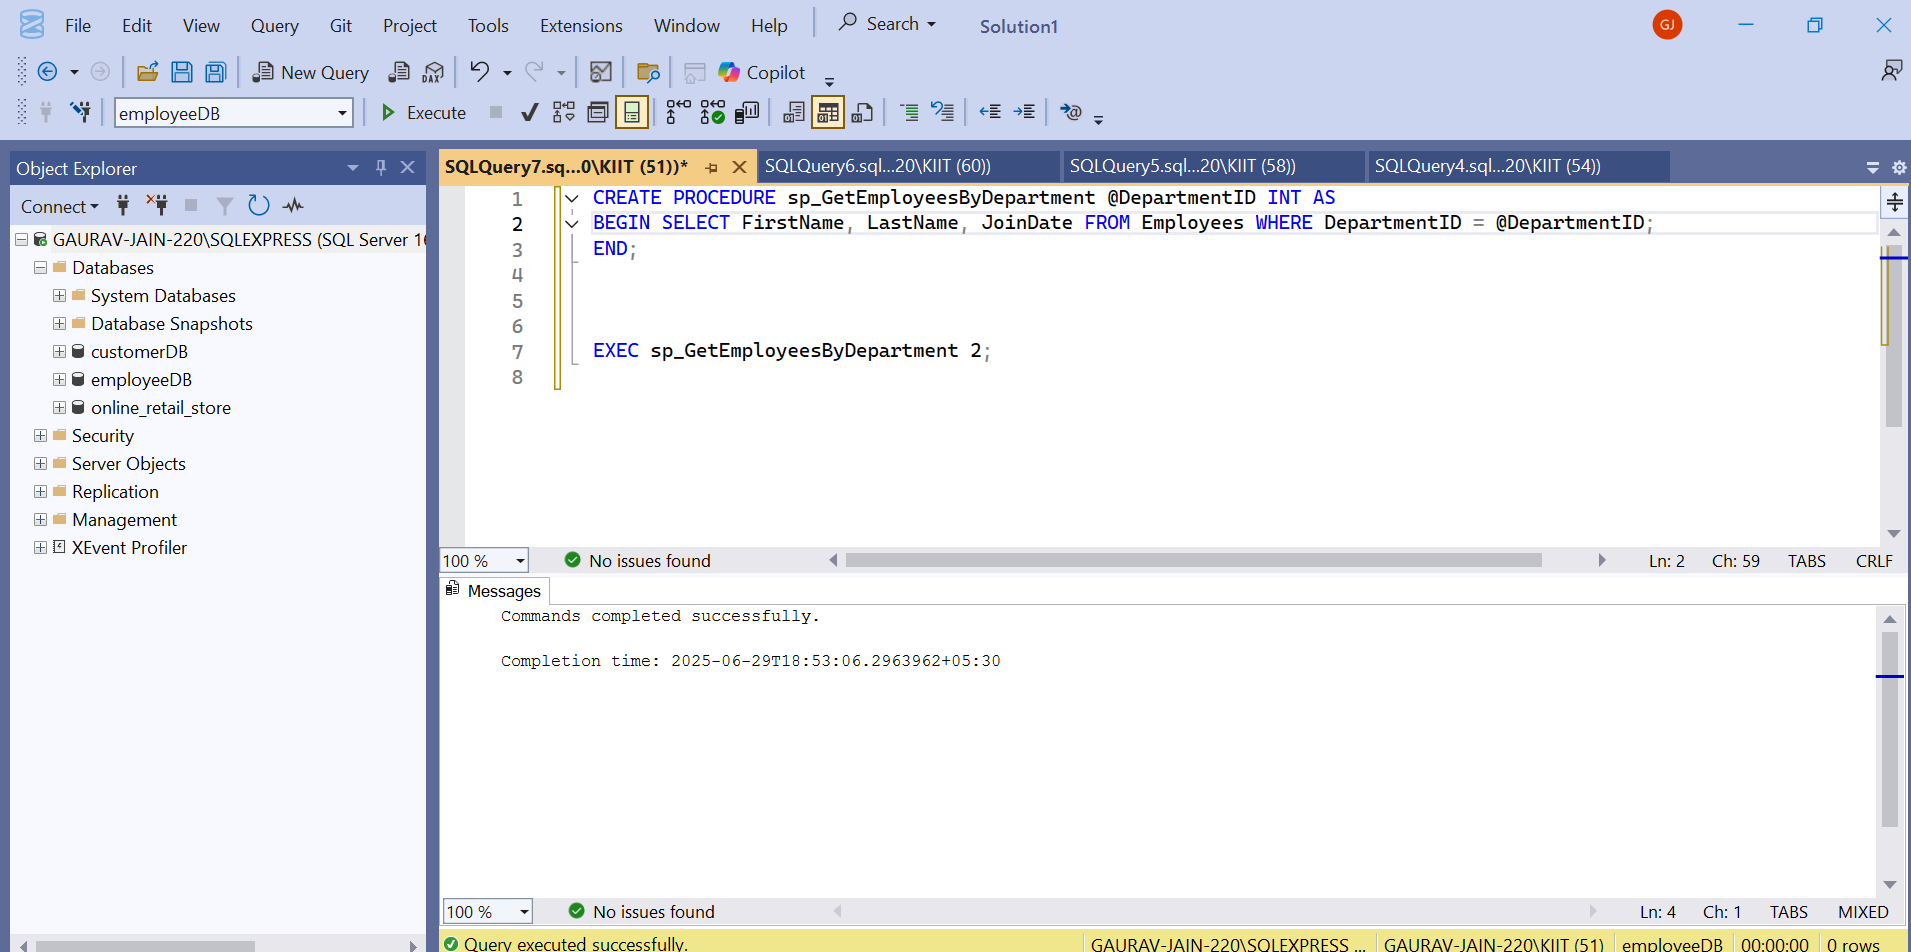 File Edit View Query Git Project Tools Extensions Window Help Search Solution1 GJ
New Query DAX Copilot
employeeDB Execute
Object Explorer
Connect
GAURAV-JAIN-220\SQLEXPRESS (SQL Server 16
Databases
System Databases
Database Snapshots
customerDB
employeeDB
online_retail_store
Security
Server Objects
Replication
Management
XEvent Profiler
SQLQuery7.sq...0\KIIT (51))* SQLQuery6.sql...20\KIIT (60)) SQLQuery5.sql...20\KIIT (58)) SQLQuery4.sql...20\KIIT (54))
1 CREATE PROCEDURE sp_GetEmployeesByDepartment @DepartmentID INT AS
2 BEGIN SELECT FirstName, LastName, JoinDate FROM Employees WHERE DepartmentID = @DepartmentID;
3 END;
4
5
6
7 EXEC sp_GetEmployeesByDepartment 2;
8
100 % No issues found Ln: 2 Ch: 59 TABS CRLF
Messages
Commands completed successfully.
Completion time: 2025-06-29T18:53:06.2963962+05:30
100 % No issues found Ln: 4 Ch: 1 TABS MIXED
Query executed successfully. GAURAV-JAIN-220\SQLEXPRESS ... GAURAV-JAIN-220\KIIT (51) employeeDB 00:00:00 0 rows